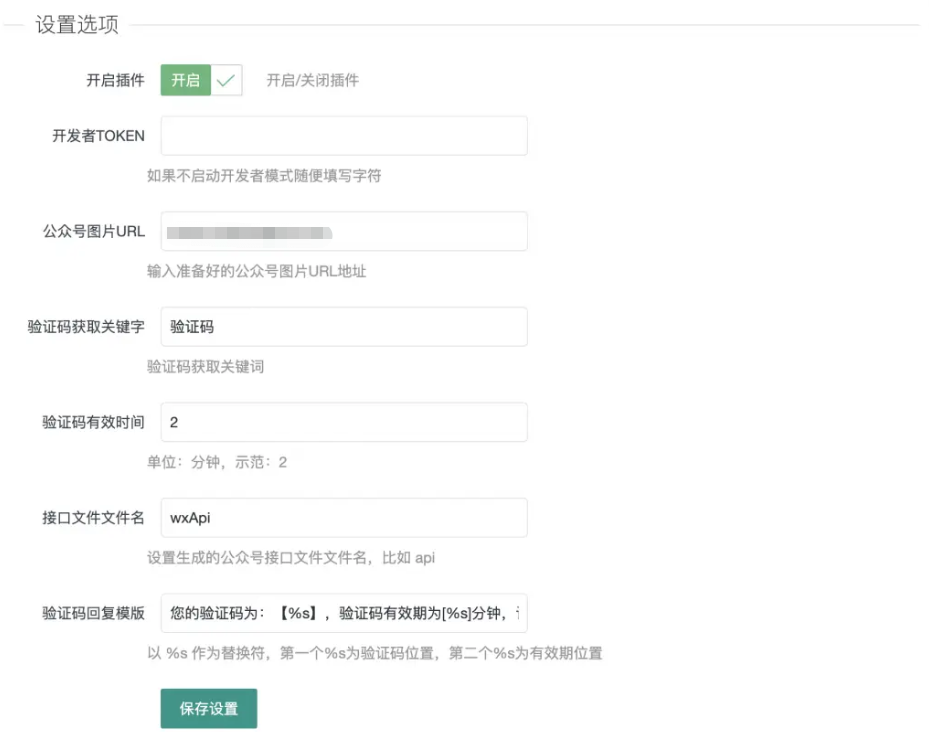 设置选项
开启插件 开启 开启/关闭插件
开发者TOKEN
如果不启动开发者模式随便填写字符
公众号图片URL
输入准备好的公众号图片URL地址
验证码获取关键字 验证码
验证码获取关键词
验证码有效时间 2
单位：分钟，示范：2
接口文件文件名 wxApi
设置生成的公众号接口文件文件名，比如 api
验证码回复模版 您的验证码为：【%s】，验证码有效期为[%s]分钟，
以 %s 作为替换符，第一个%s为验证码位置，第二个%s为有效期位置
保存设置